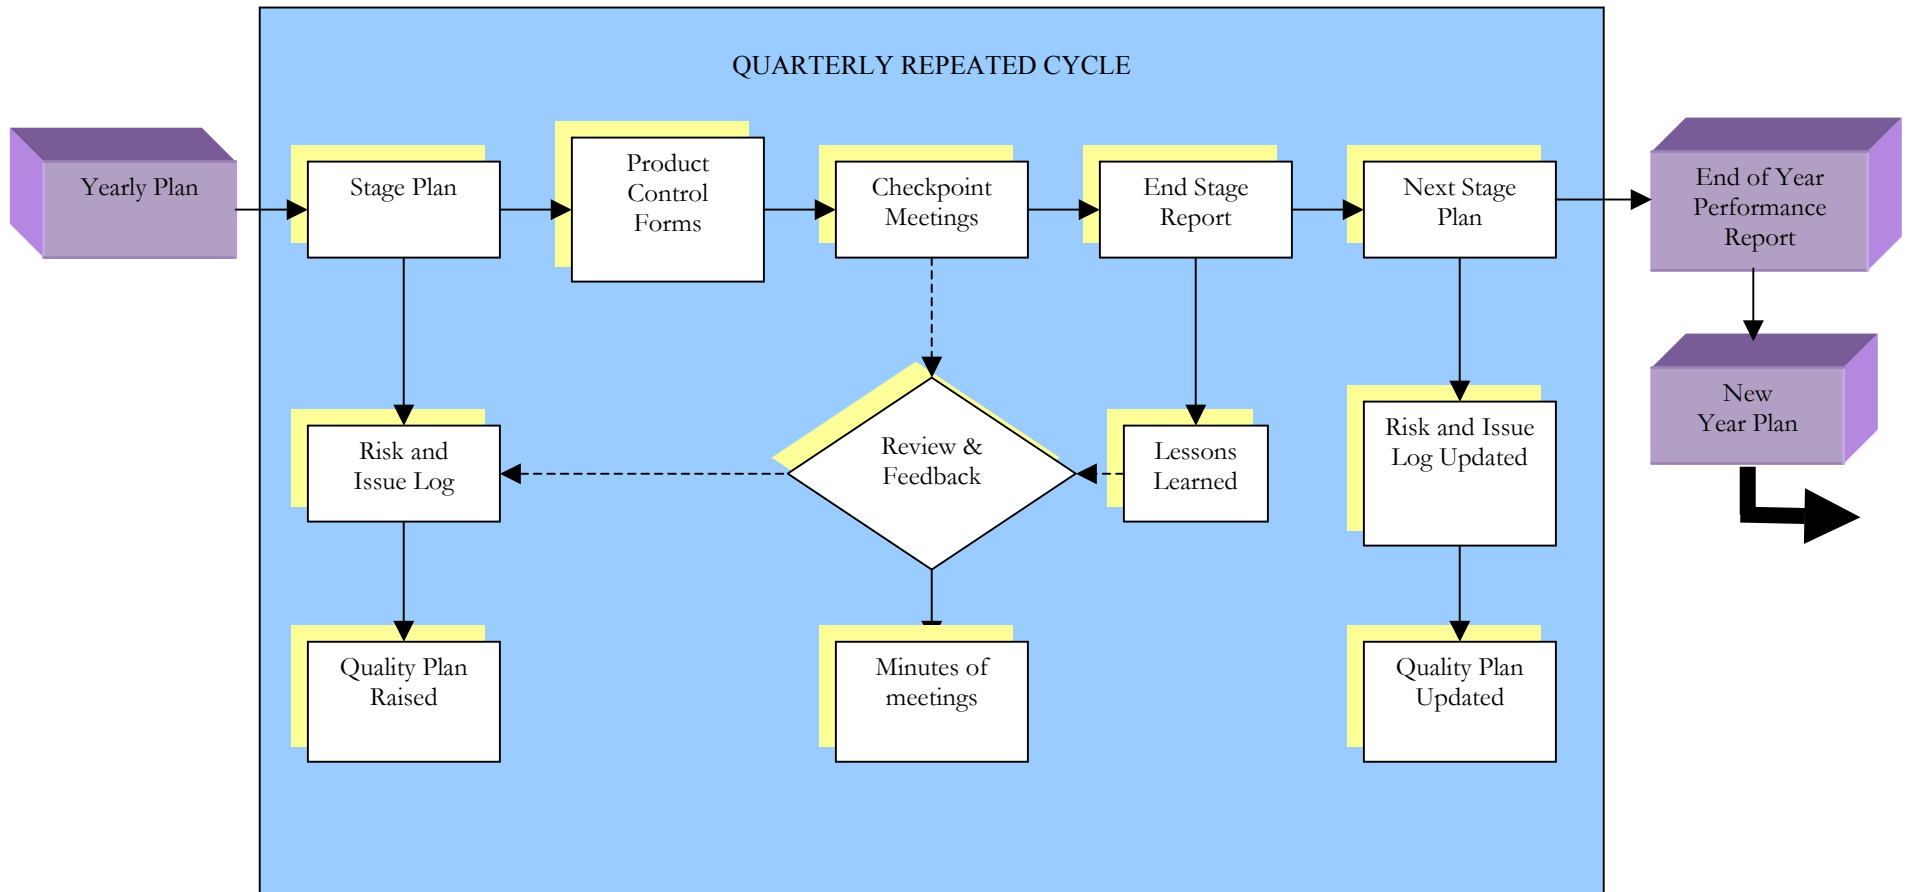 QUARTERLY REPEATED CYCLE
Yearly Plan
Stage Plan
Product
Control
Forms
Checkpoint
Meetings
End Stage
Report
Next Stage
Plan
End of Year
Performance
Report
Risk and
Issue Log
Review &
Feedback
Lessons
Learned
Risk and Issue
Log Updated
New
Year Plan
Quality Plan
Raised
Minutes of
meetings
Quality Plan
Updated